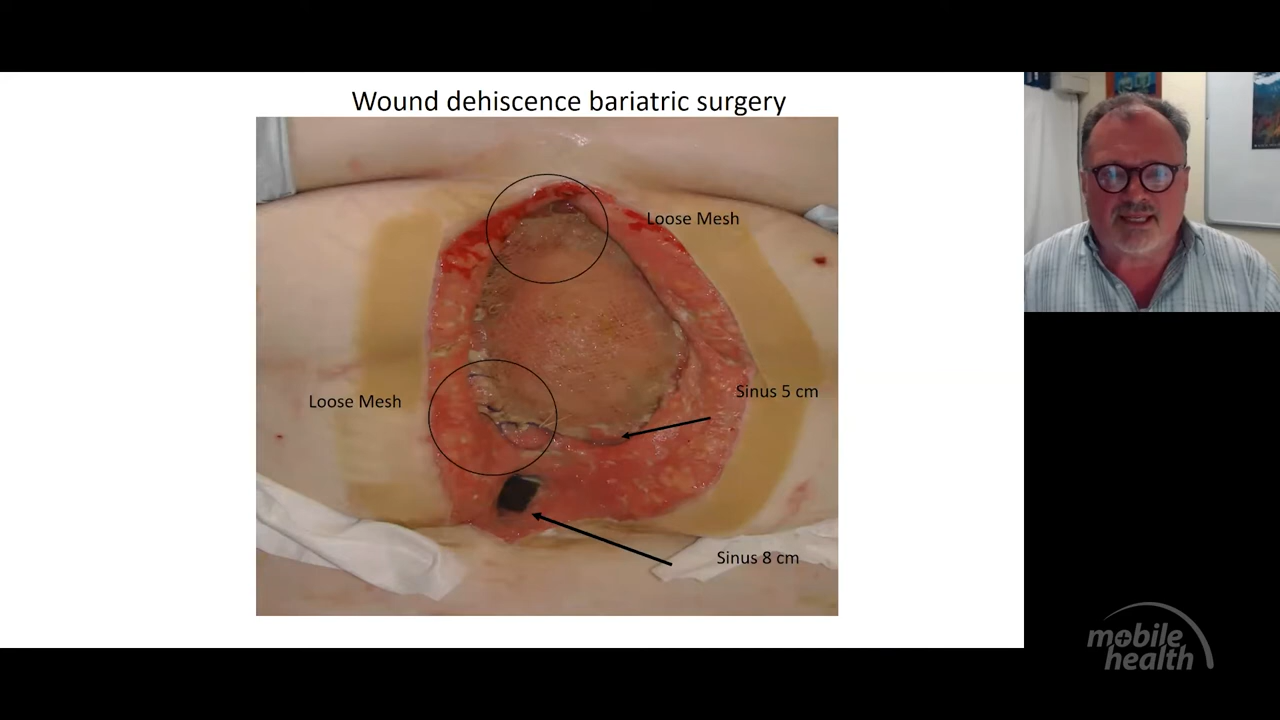 Wound dehiscence bariatric surgery
Loose Mesh
Sinus 5 cm
Loose Mesh
Sinus 8 cm
mobile
health